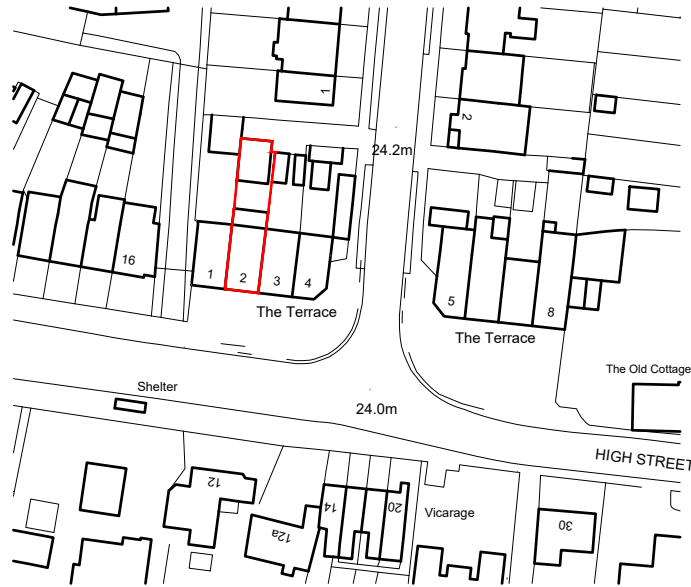 1
2
24.2m
16
1
2
3
4
5
8
The Terrace
The Terrace
The Old Cottage
Shelter
24.0m
HIGH STREET
12
14
20
Vicarage
30
12a